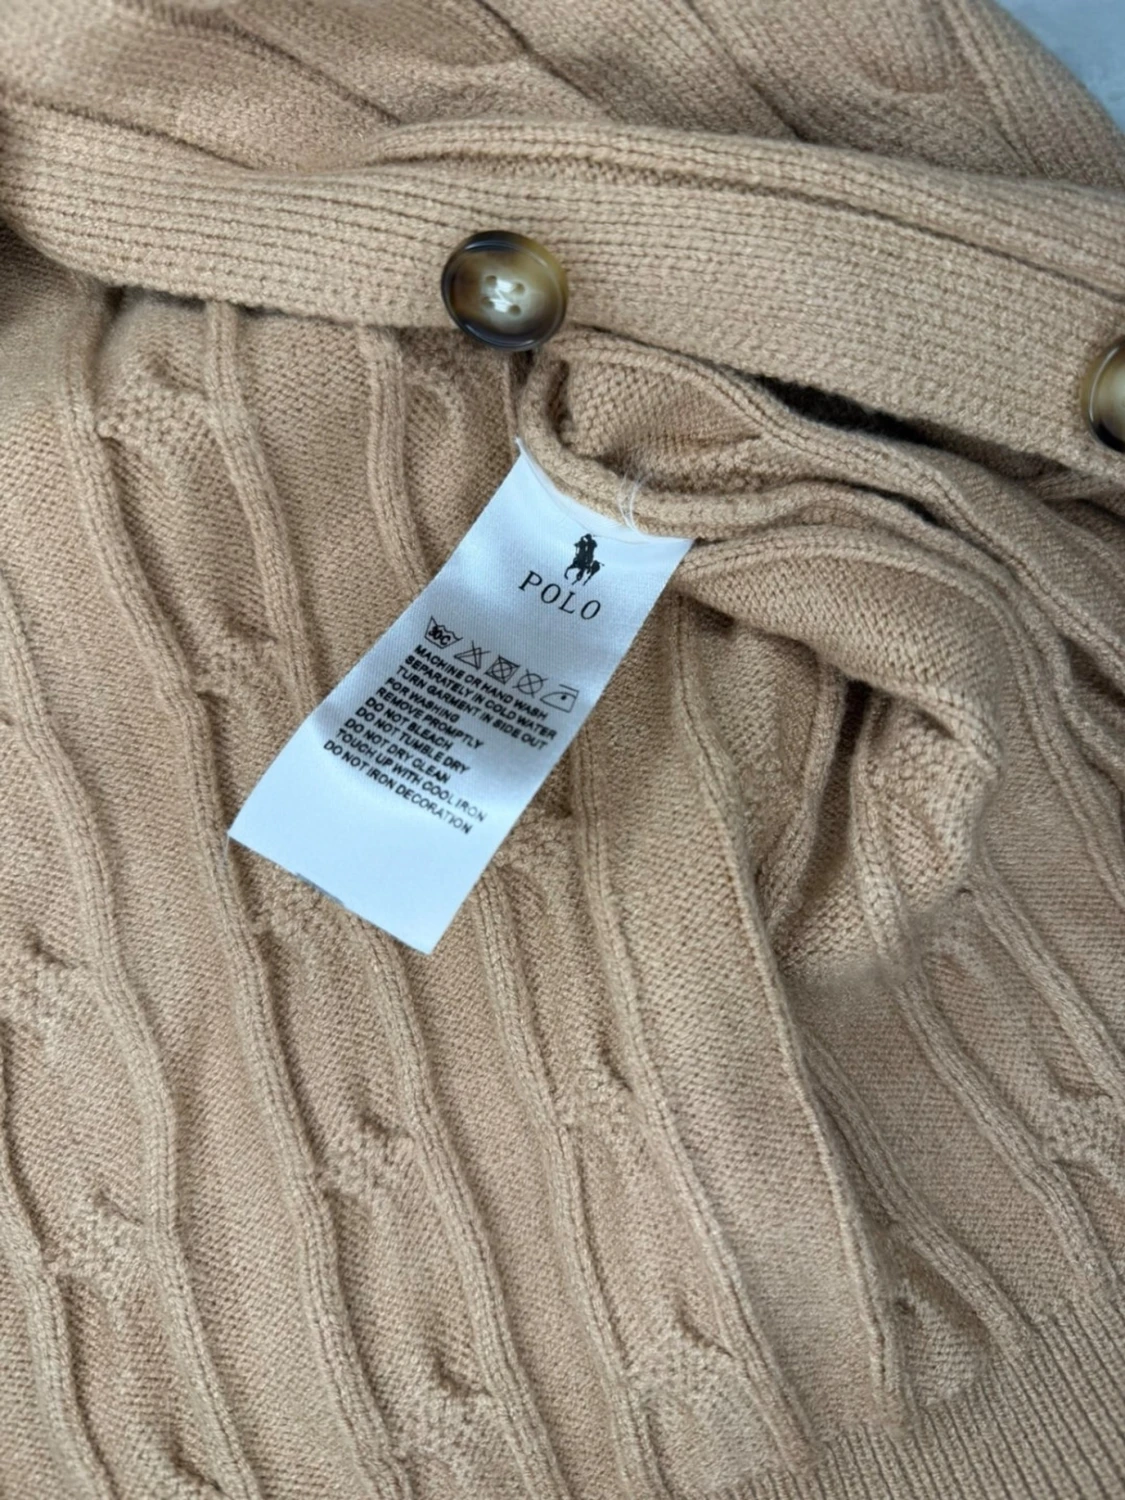 POLO
30C
MACHINE OR HAND WASH
SEPARATELY IN COLD WATER
TURN GARMENT IN SIDE OUT
FOR WASHING
REMOVE PROMPTLY
DO NOT BLEACH
DO NOT TUMBLE DRY
DO NOT DRY CLEAN
TOUCH UP WITH COOL IRON
DO NOT IRON DECORATION